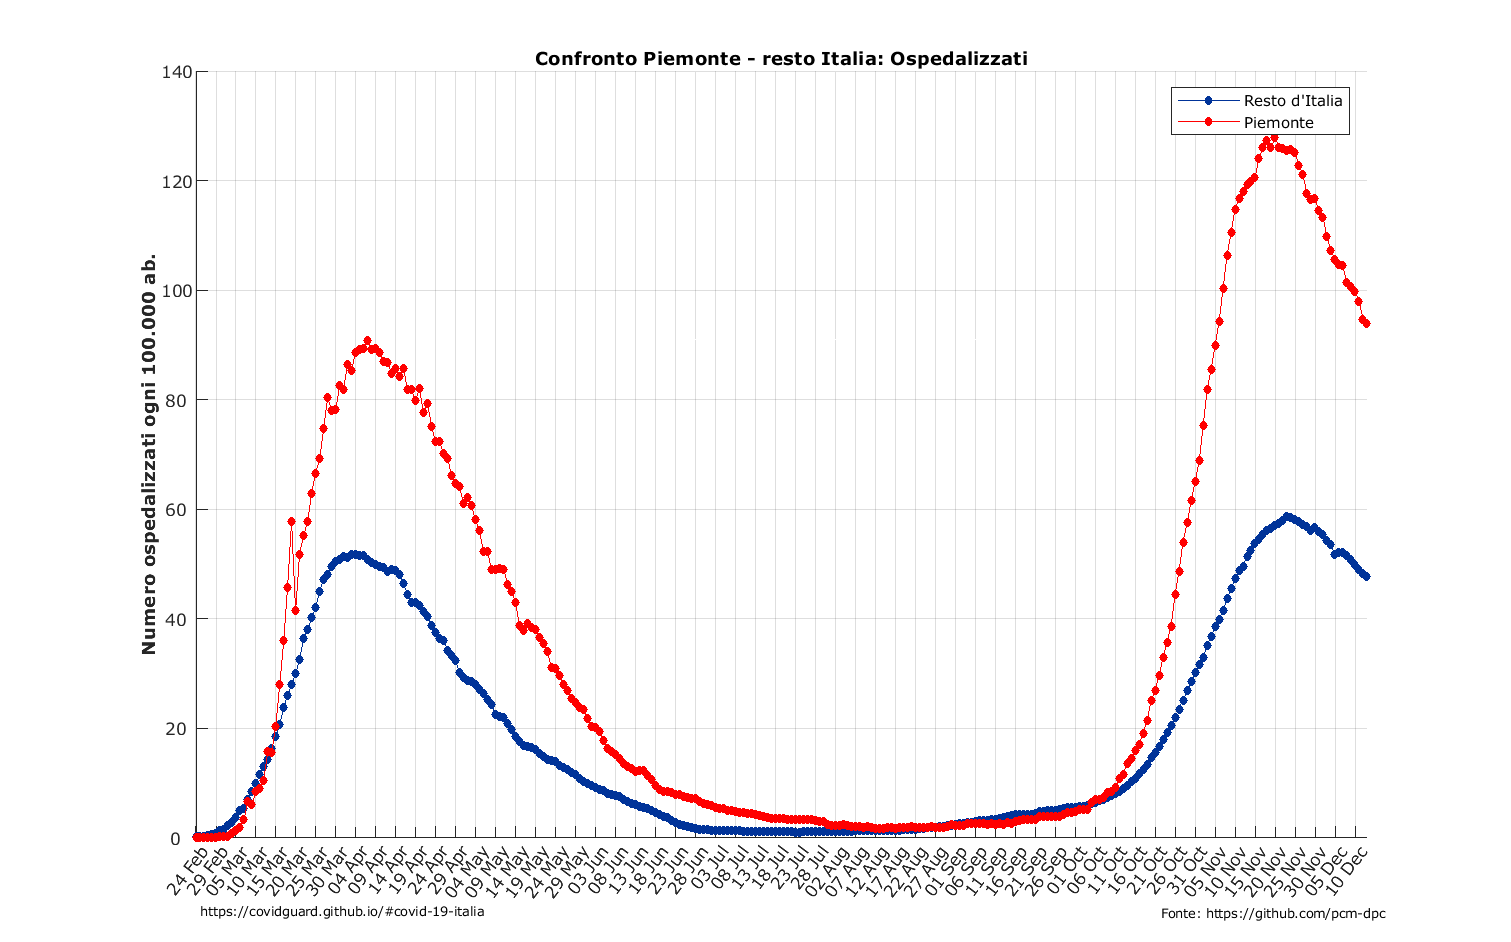 Confronto Piemonte - resto Italia: Ospedalizzati
Resto d'Italia
Piemonte
Numero ospedalizzati ogni 100.000 ab.
140
120
100
80
60
40
20
0
24 Feb
29 Feb
05 Mar
10 Mar
15 Mar
20 Mar
25 Mar
30 Mar
04 Apr
09 Apr
14 Apr
19 Apr
24 Apr
29 Apr
04 May
09 May
14 May
19 May
24 May
29 May
03 Jun
08 Jun
13 Jun
18 Jun
23 Jun
28 Jun
03 Jul
08 Jul
13 Jul
18 Jul
23 Jul
28 Jul
02 Aug
07 Aug
12 Aug
17 Aug
22 Aug
27 Aug
01 Sep
06 Sep
11 Sep
16 Sep
21 Sep
26 Sep
01 Oct
06 Oct
11 Oct
16 Oct
21 Oct
26 Oct
31 Oct
05 Nov
10 Nov
15 Nov
20 Nov
25 Nov
30 Nov
05 Dec
10 Dec
https://covidguard.github.io/#covid-19-italia
Fonte: https://github.com/pcm-dpc